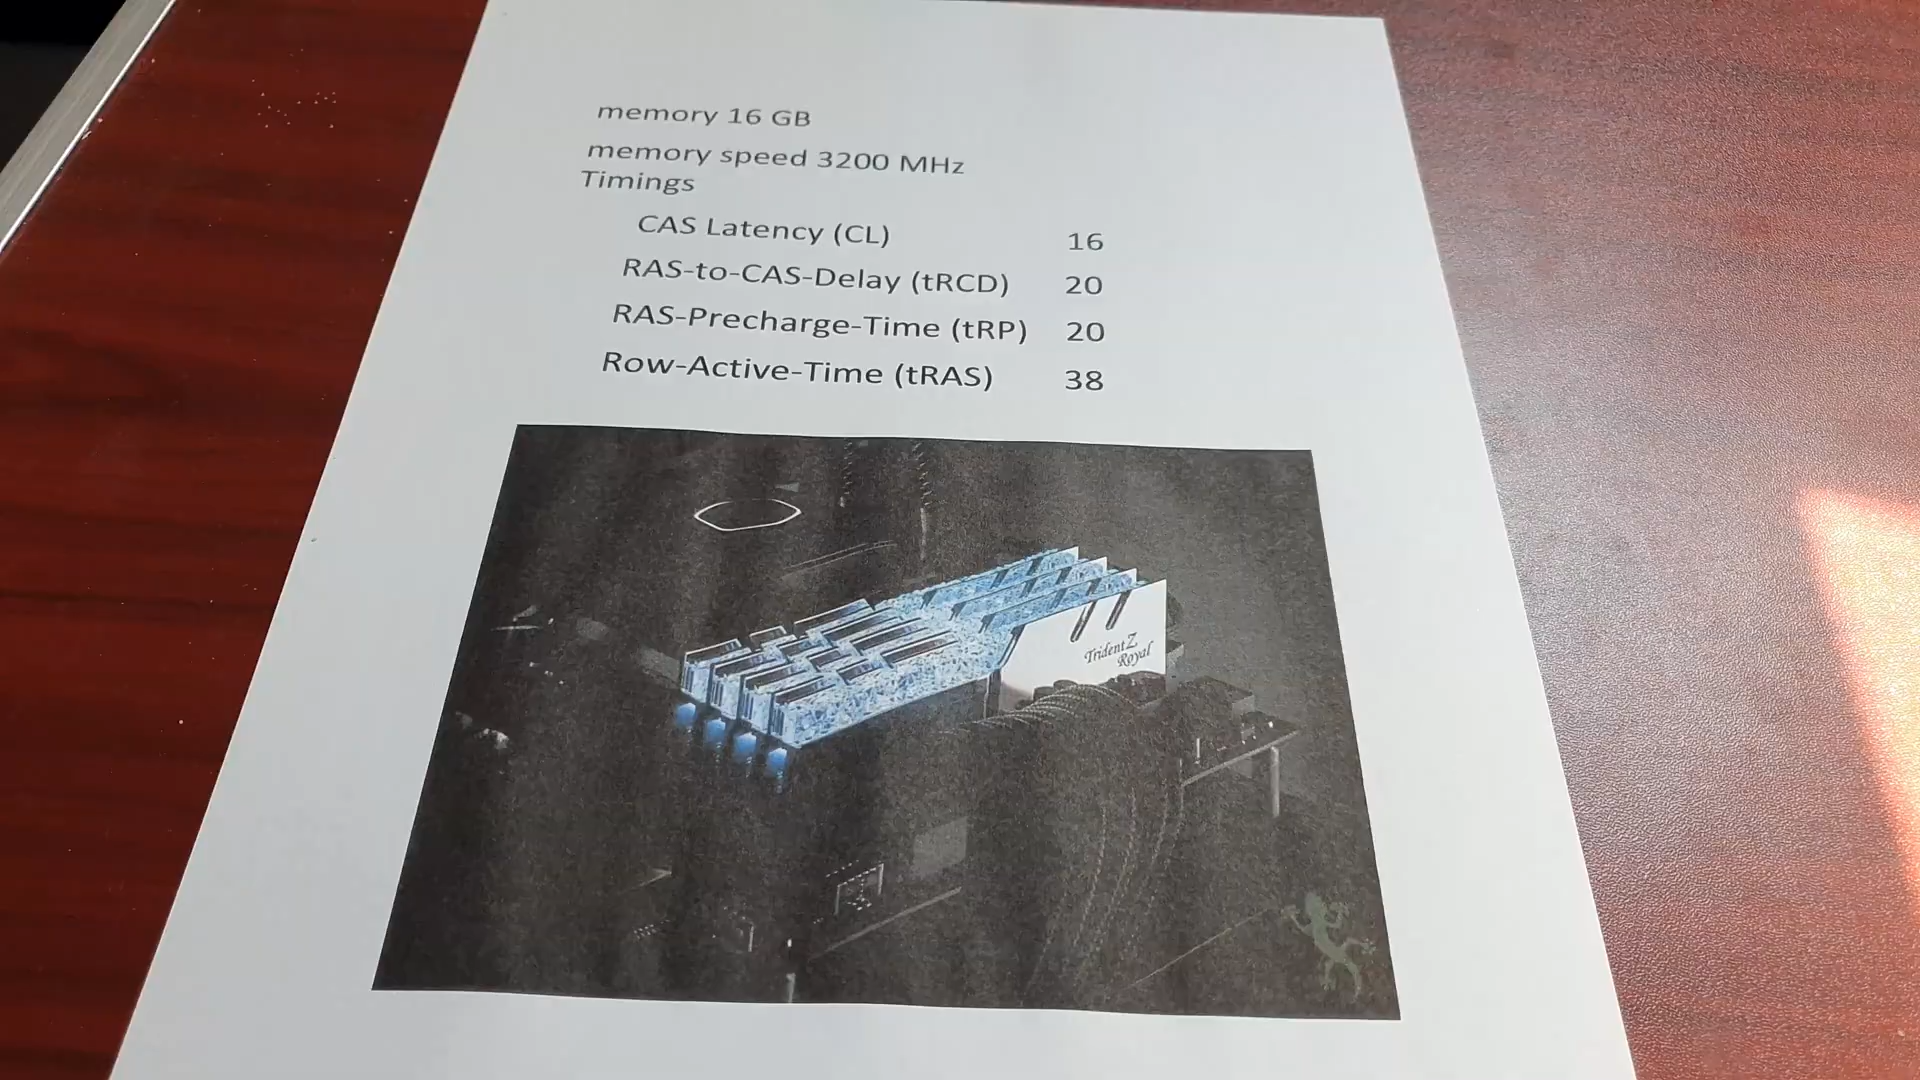 memory 16 GB
memory speed 3200 MHz
Timings
CAS Latency (CL) 16
RAS-to-CAS-Delay (tRCD) 20
RAS-Precharge-Time (tRP) 20
Row-Active-Time (tRAS) 38
Trident Z
Royal